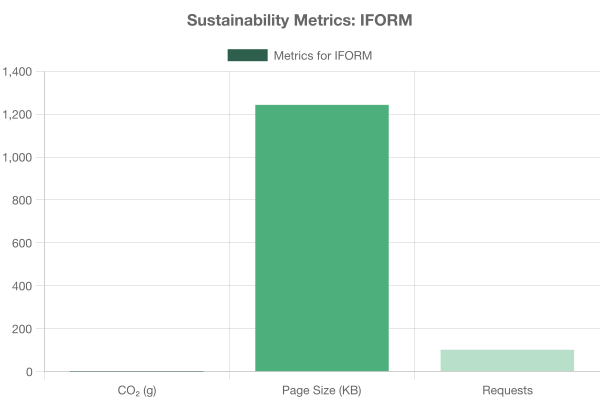 Sustainability Metrics: IFORM
Metrics for IFORM
1,400
1,200
1,000
800
600
400
200
0
CO₂ (g)
Page Size (KB)
Requests